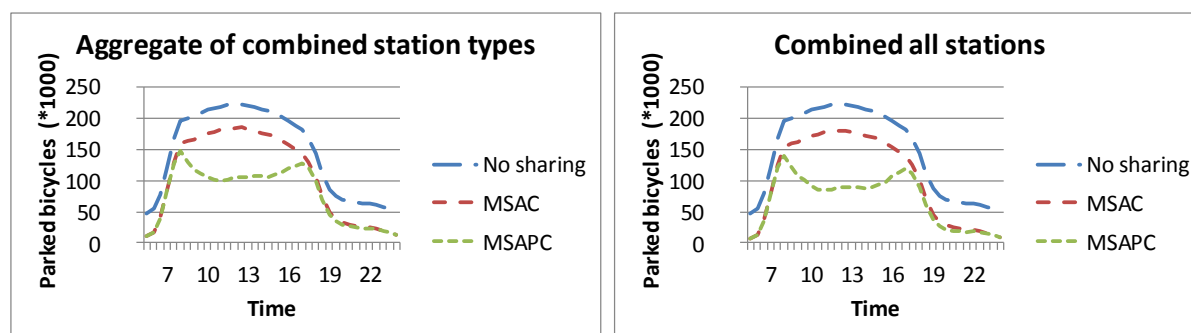 Aggregate of combined station types
Parked bicycles (*1000)
250
200
150
100
50
0
7 10 13 16 19 22
Time
No sharing
MSAC
MSAPC
Combined all stations
Parked bicycles (*1000)
250
200
150
100
50
0
7 10 13 16 19 22
Time
No sharing
MSAC
MSAPC